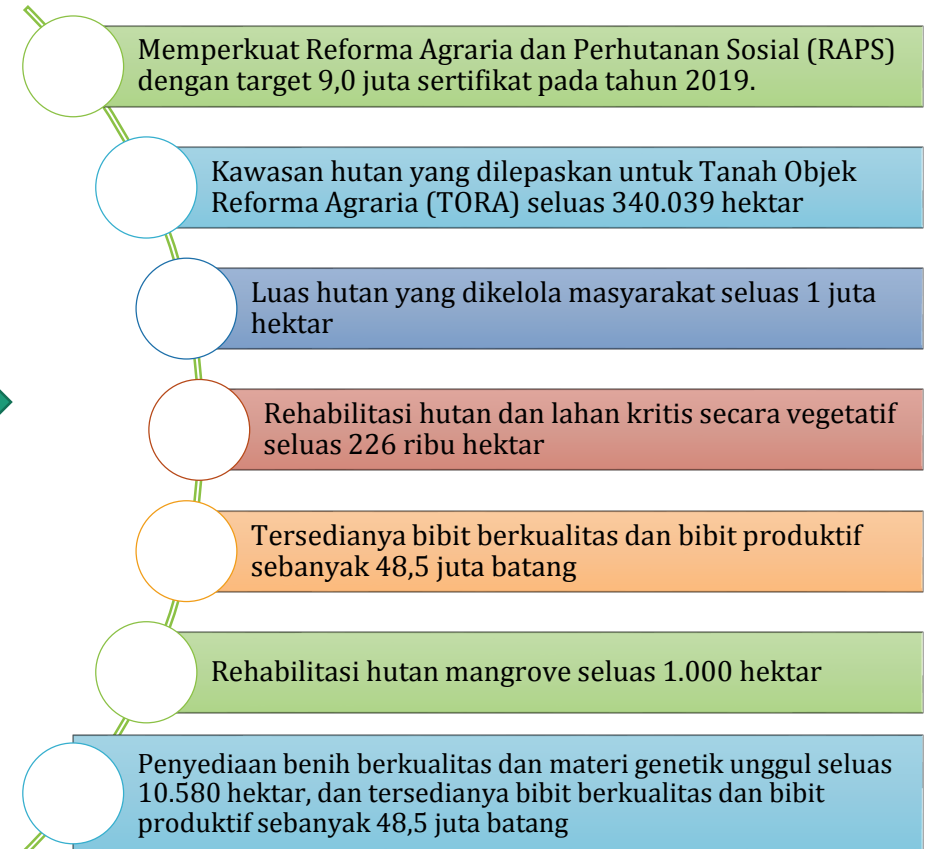 Memperkuat Reforma Agraria dan Perhutanan Sosial (RAPS)
dengan target 9,0 juta sertifikat pada tahun 2019.
Kawasan hutan yang dilepaskan untuk Tanah Objek
Reforma Agraria (TORA) seluas 340.039 hektar
Luas hutan yang dikelola masyarakat seluas 1 juta
hektar
Rehabilitasi hutan dan lahan kritis secara vegetatif
seluas 226 ribu hektar
Tersedianya bibit berkualitas dan bibit produktif
sebanyak 48,5 juta batang
Rehabilitasi hutan mangrove seluas 1.000 hektar
Penyediaan benih berkualitas dan materi genetik unggul seluas
10.580 hektar, dan tersedianya bibit berkualitas dan bibit
produktif sebanyak 48,5 juta batang